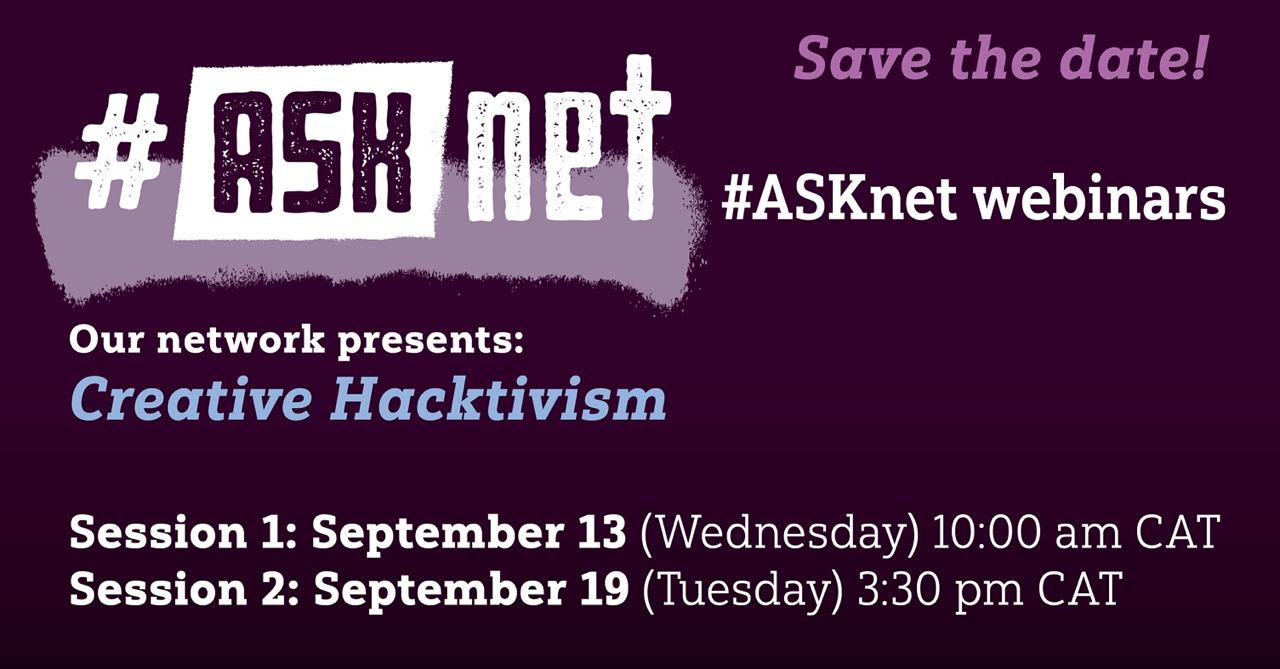 Save the date!
#ASKnet
#ASKnet webinars
Our network presents:
Creative Hacktivism
Session 1: September 13 (Wednesday) 10:00 am CAT
Session 2: September 19 (Tuesday) 3:30 pm CAT